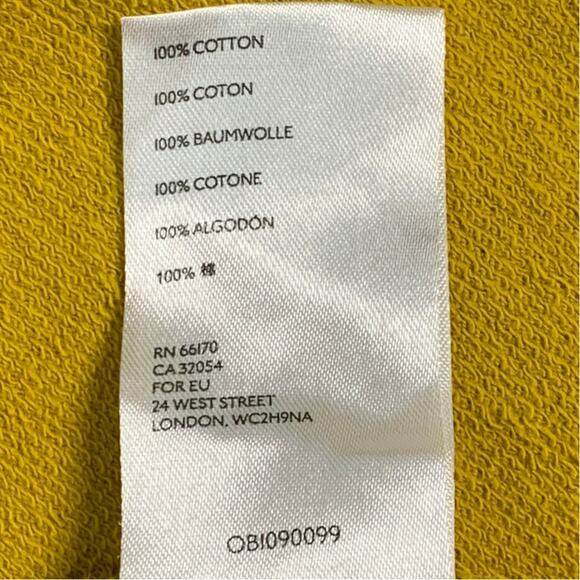 100% COTTON
100% COTON
100% BAUMWOLLE
100% COTONE
100% ALGODÓN
100% 棉
RN 66170
CA 32054
FOR EU
24 WEST STREET
LONDON, WC2H9NA
OB1090099